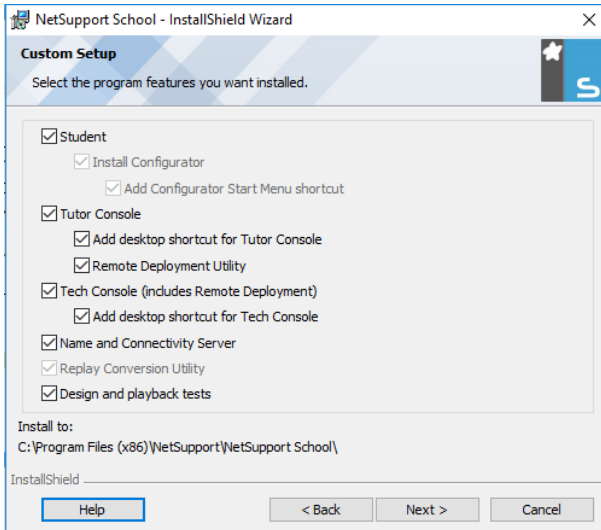 NetSupport School - InstallShield Wizard
Custom Setup
Select the program features you want installed.
S
Student
Install Configurator
Add Configurator Start Menu shortcut
Tutor Console
Add desktop shortcut for Tutor Console
Remote Deployment Utility
Tech Console (includes Remote Deployment)
Add desktop shortcut for Tech Console
Name and Connectivity Server
Replay Conversion Utility
Design and playback tests
Install to:
C:\Program Files (x86)\NetSupport\NetSupport School\
InstallShield
Help
< Back
Next >
Cancel